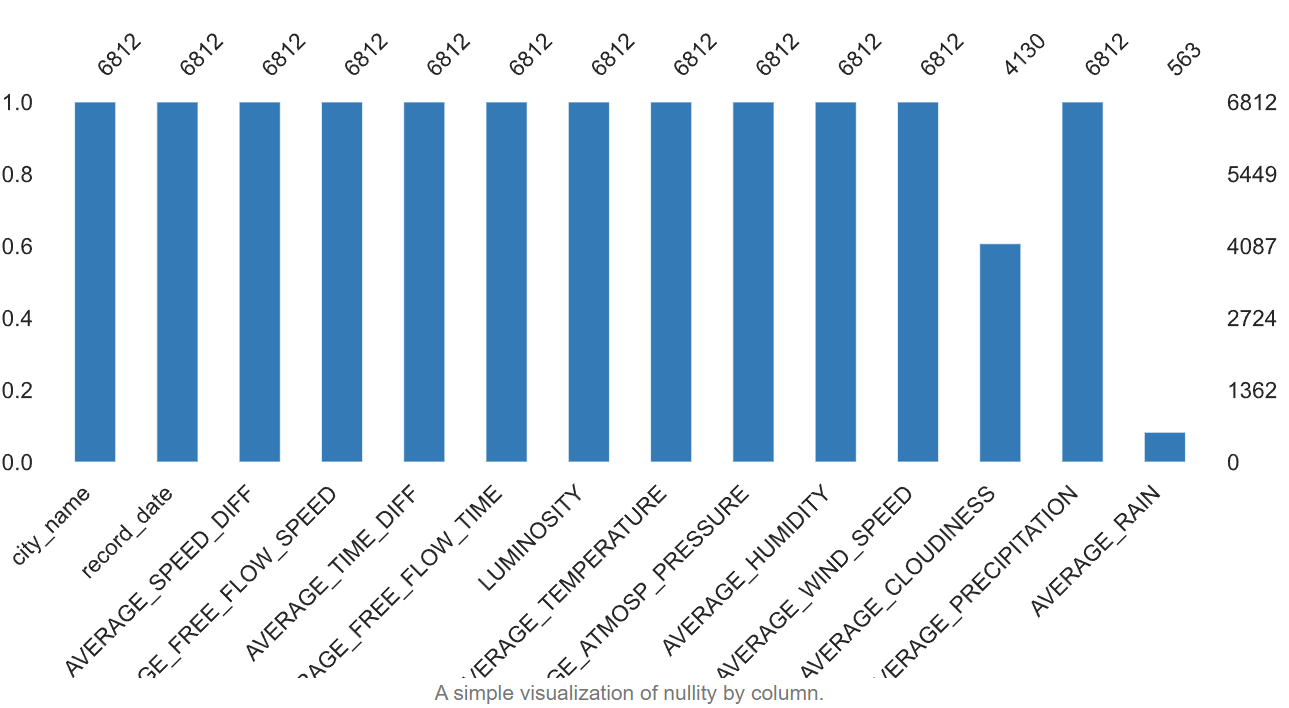 6812 6812 6812 6812 6812 6812 6812 6812 6812 6812 6812 4130 6812 563
1.0 6812
0.8 5449
0.6 4087
0.4 2724
0.2 1362
0.0 0
city_name
record_date
AVERAGE_SPEED_DIFF
GE_FREE_FLOW_SPEED
AVERAGE_TIME_DIFF
RAGE_FREE_FLOW_TIME
LUMINOSITY
VERAGE_TEMPERATURE
GE_ATMOSP_PRESSURE
AVERAGE_HUMIDITY
AVERAGE_WIND_SPEED
AVERAGE_CLOUDINESS
VERAGE_PRECIPITATION
AVERAGE_RAIN
A simple visualization of nullity by column.